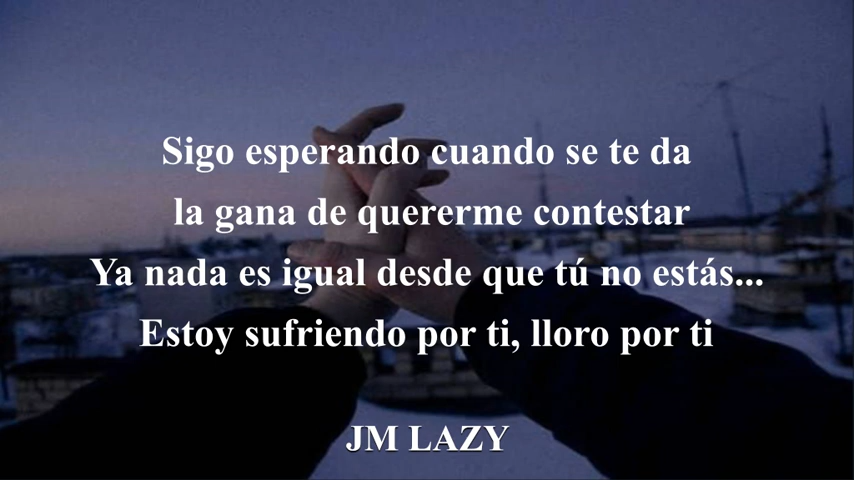 Sigo esperando cuando se te da
la gana de quererme contestar
Ya nada es igual desde que tú no estás...
Estoy sufriendo por ti, lloro por ti
JM LAZY